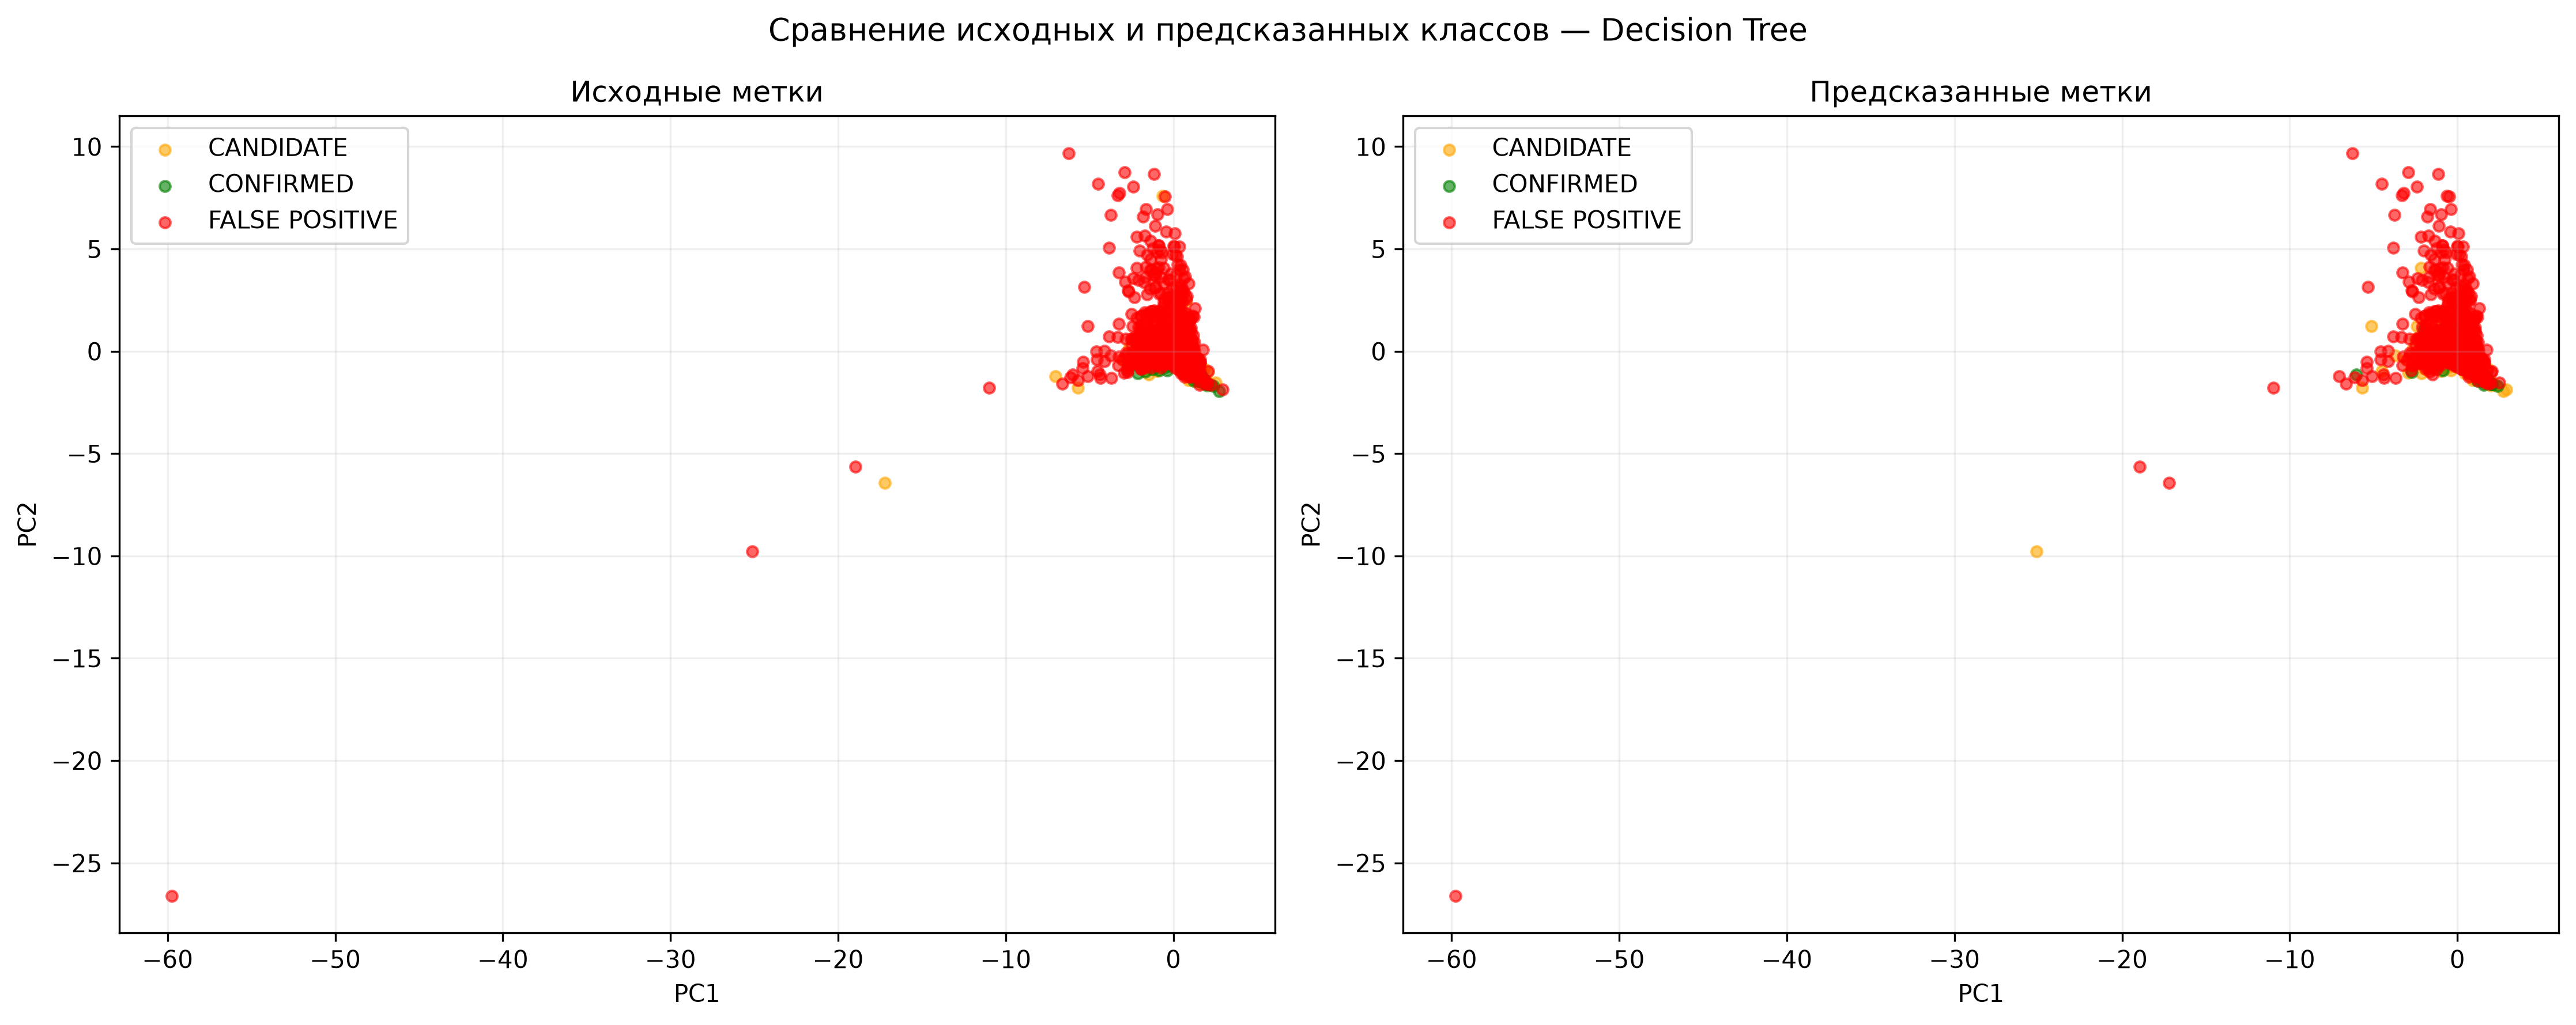 Сравнение исходных и предсказанных классов — Decision Tree
Исходные метки
CANDIDATE
CONFIRMED
FALSE POSITIVE
10
5
0
−5
−10
−15
−20
−25
PC2
−60 −50 −40 −30 −20 −10 0
PC1
Предсказанные метки
CANDIDATE
CONFIRMED
FALSE POSITIVE
10
5
0
−5
−10
−15
−20
−25
PC2
−60 −50 −40 −30 −20 −10 0
PC1